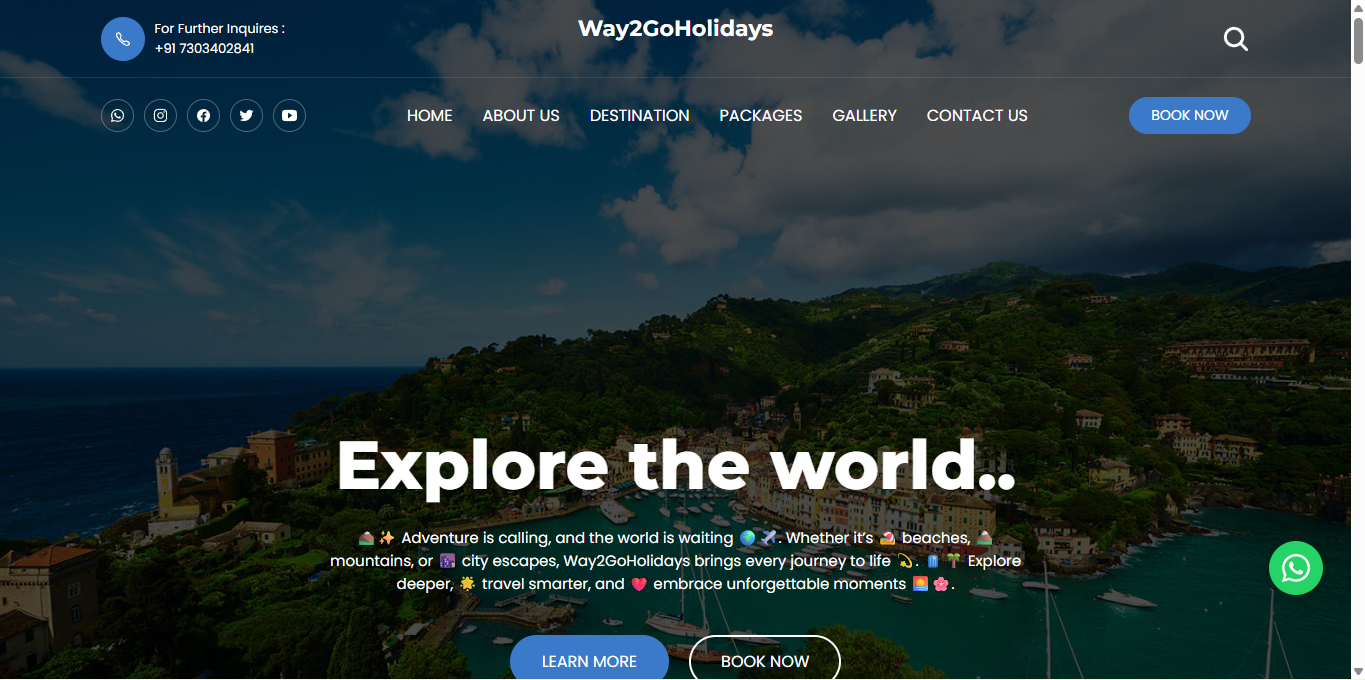 For Further Inquires :
+91 7303402841
Way2GoHolidays
HOME ABOUT US DESTINATION PACKAGES GALLERY CONTACT US
BOOK NOW
Explore the world..
⛰️✨ Adventure is calling, and the world is waiting 🌍✈️. Whether it’s 🏖️ beaches, ⛰️
mountains, or 🌆 city escapes, Way2GoHolidays brings every journey to life 💫. 🧳🌴 Explore
deeper, 🌟 travel smarter, and ❤️ embrace unforgettable moments 🌅🌸.
LEARN MORE BOOK NOW